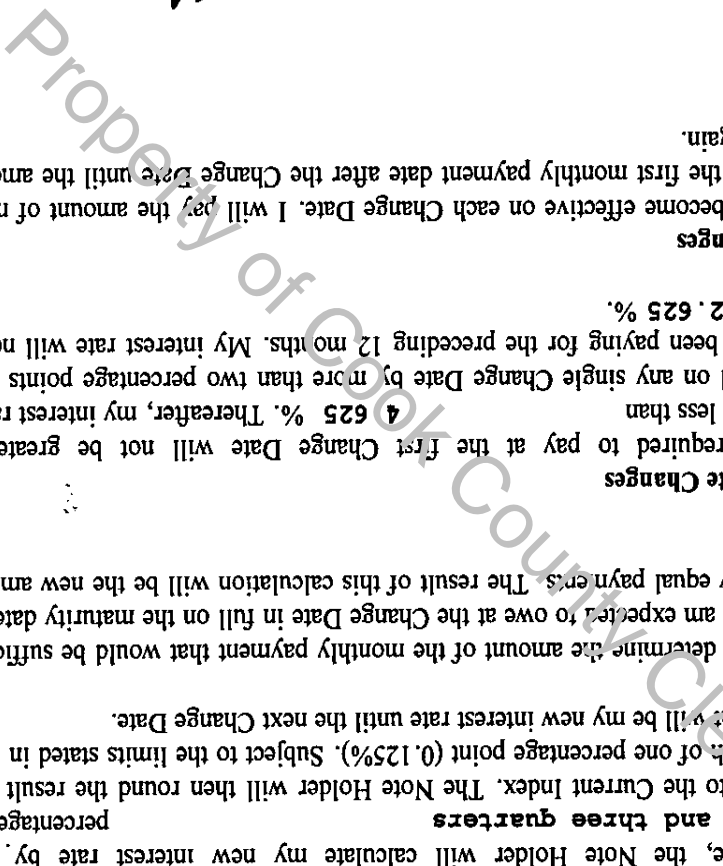 , the Note Holder will calculate my new interest rate by
and three quarters percentage
to the Current Index. The Note Holder will then round the result
h of one percentage point (0.125%). Subject to the limits stated in
t will be my new interest rate until the next Change Date.
determine the amount of the monthly payment that would be suffic
am expected to owe at the Change Date in full on the maturity date
y equal payments. The result of this calculation will be the new am
te Changes
required to pay at the first Change Date will not be greate
less than 4 625 %. Thereafter, my interest ra
d on any single Change Date by more than two percentage points
been paying for the preceding 12 months. My interest rate will ne
2.625 %.
nges
become effective on each Change Date. I will pay the amount of n
the first monthly payment date after the Change Date until the amo
gain.
Property of Cook County Cle